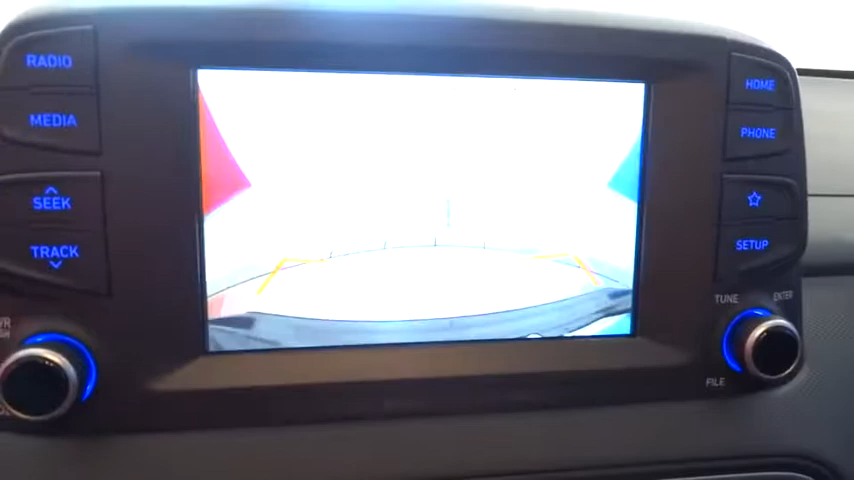 RADIO
MEDIA
SEEK
TRACK
HOME
PHONE
SETUP
TUNE
ENTER
FILE